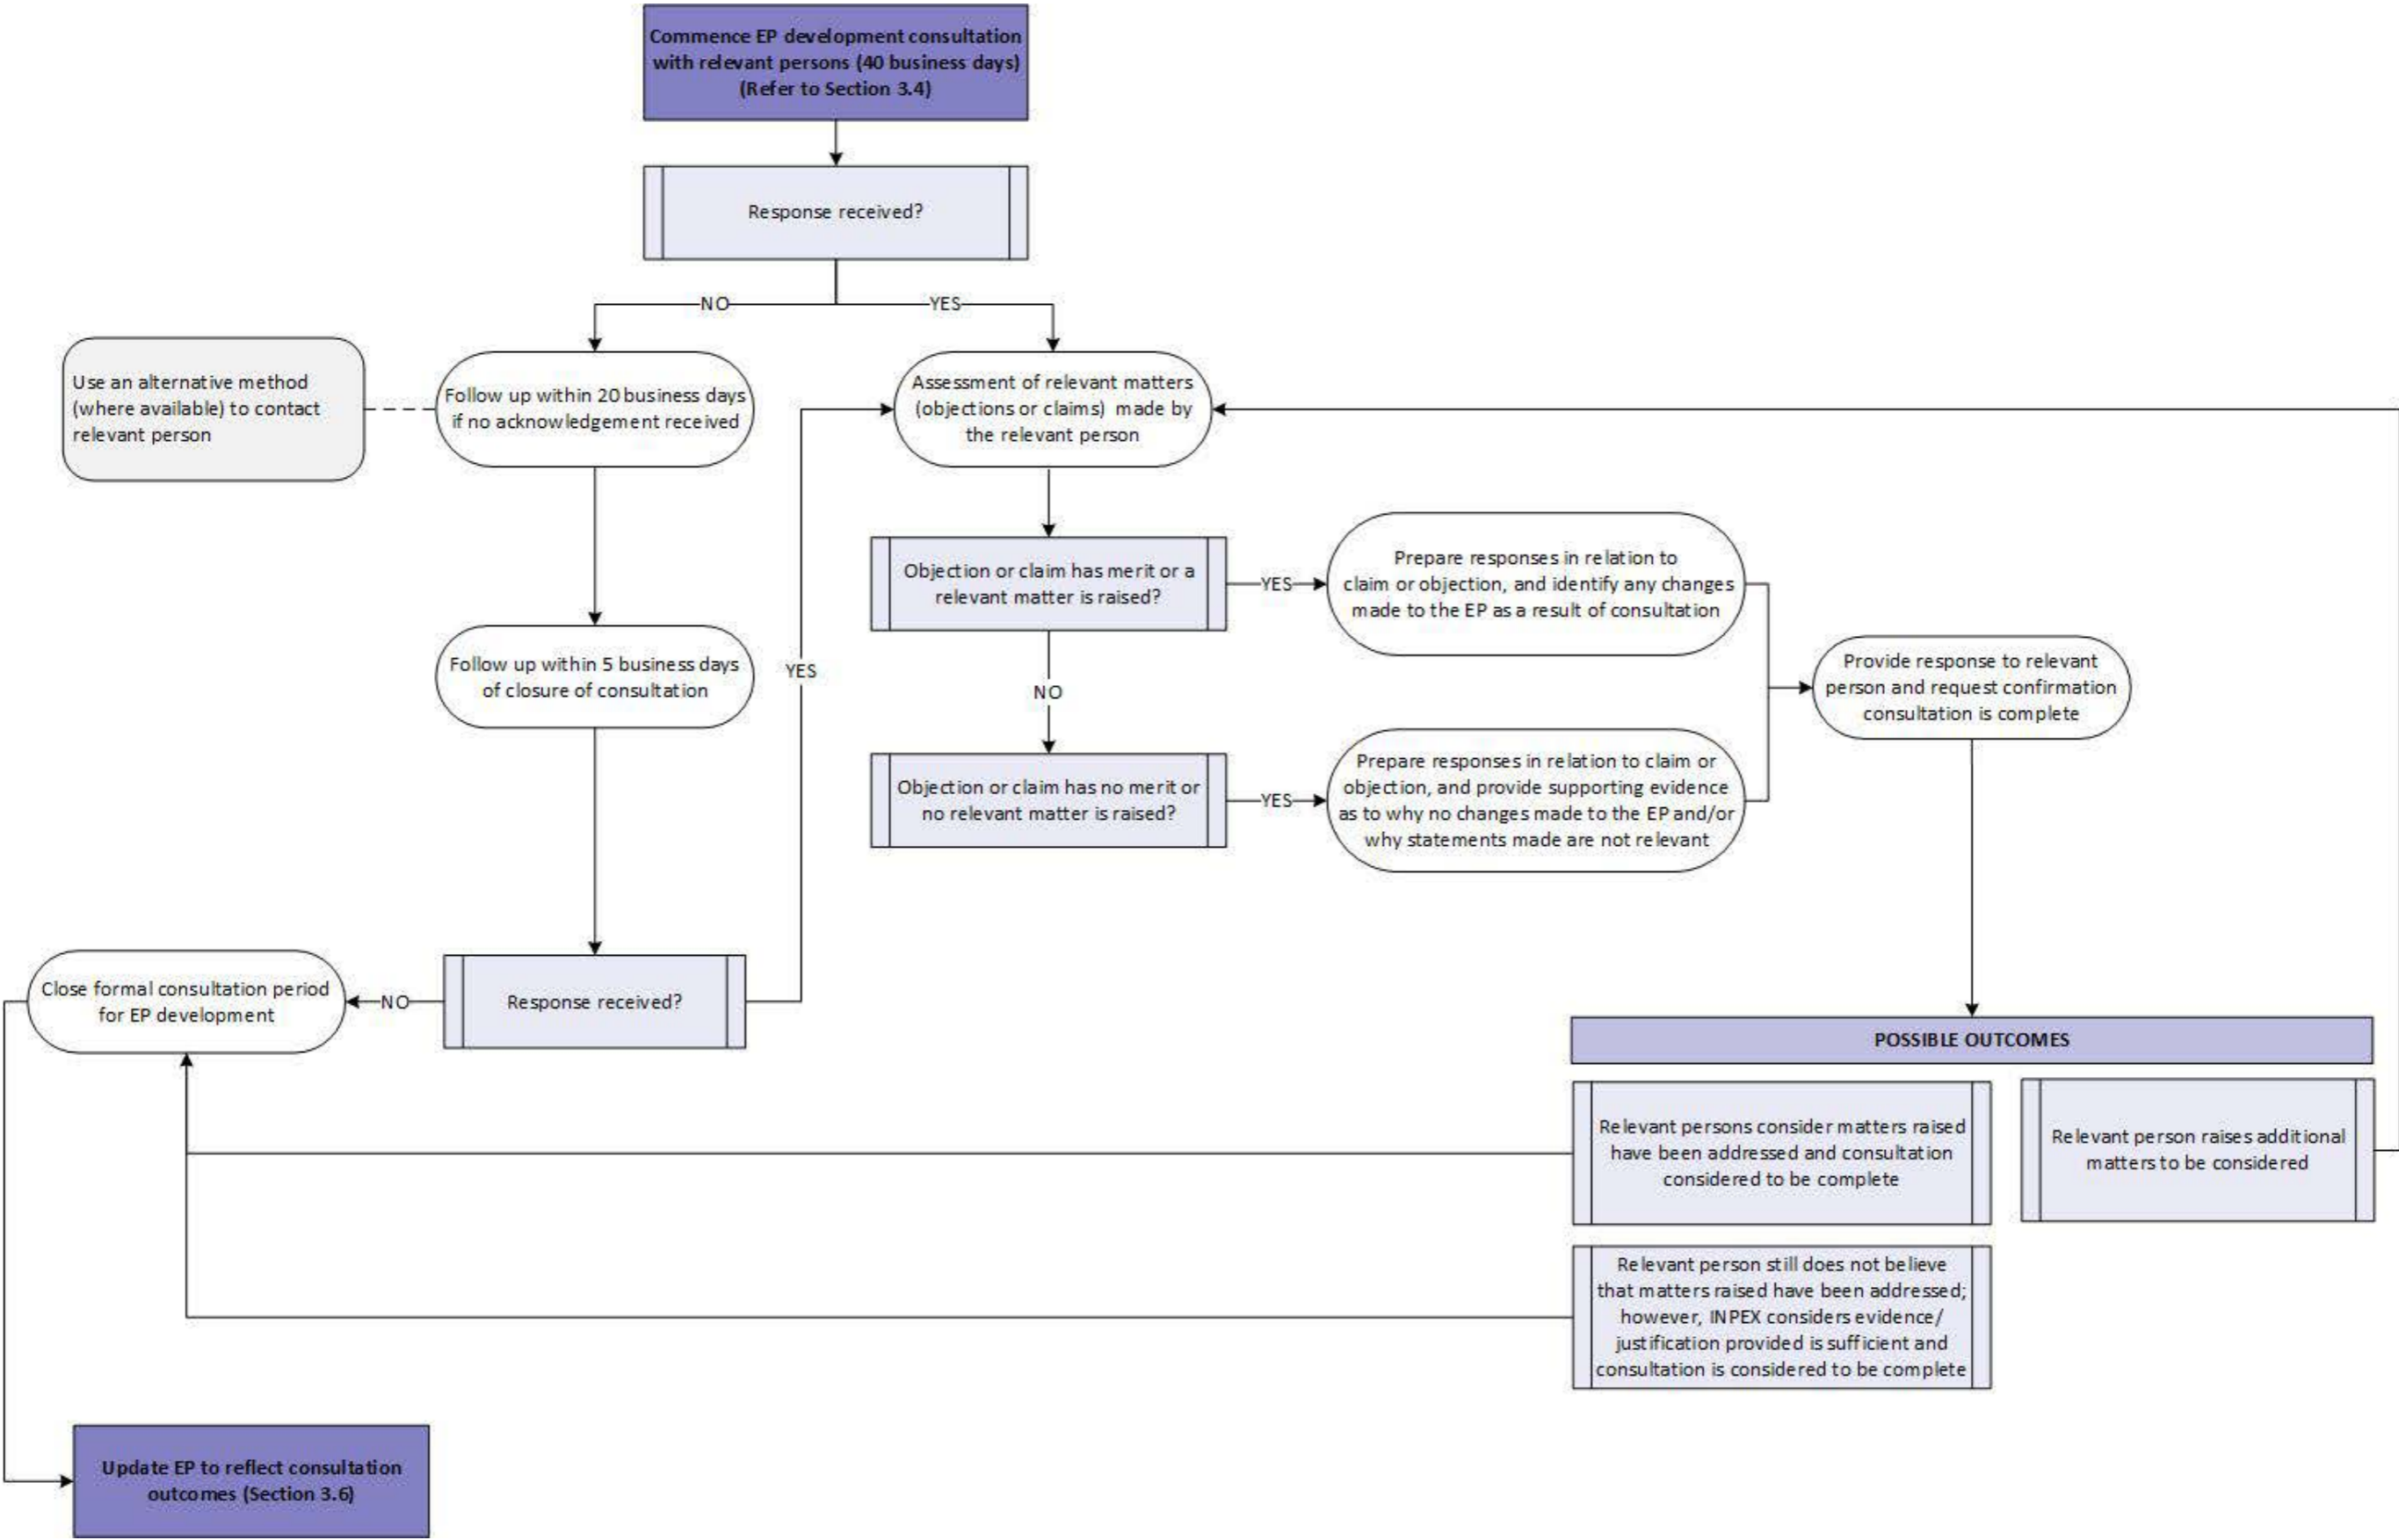 Commence EP development consultation
with relevant persons (40 business days)
(Refer to Section 3.4)
Response received?
NO
YES
Use an alternative method
(where available) to contact
relevant person
Follow up within 20 business days
if no acknowledgement received
Assessment of relevant matters
(objections or claims) made by
the relevant person
Objection or claim has merit or a
relevant matter is raised?
YES
Prepare responses in relation to
claim or objection, and identify any changes
made to the EP as a result of consultation
Follow up within 5 business days
of closure of consultation
YES
NO
Provide response to relevant
person and request confirmation
consultation is complete
Objection or claim has no merit or
no relevant matter is raised?
YES
Prepare responses in relation to claim or
objection, and provide supporting evidence
as to why no changes made to the EP and/or
why statements made are not relevant
Close formal consultation period
for EP development
NO
Response received?
POSSIBLE OUTCOMES
Relevant persons consider matters raised
have been addressed and consultation
considered to be complete
Relevant person raises additional
matters to be considered
Relevant person still does not believe
that matters raised have been addressed;
however, INPEX considers evidence/
justification provided is sufficient and
consultation is considered to be complete
Update EP to reflect consultation
outcomes (Section 3.6)